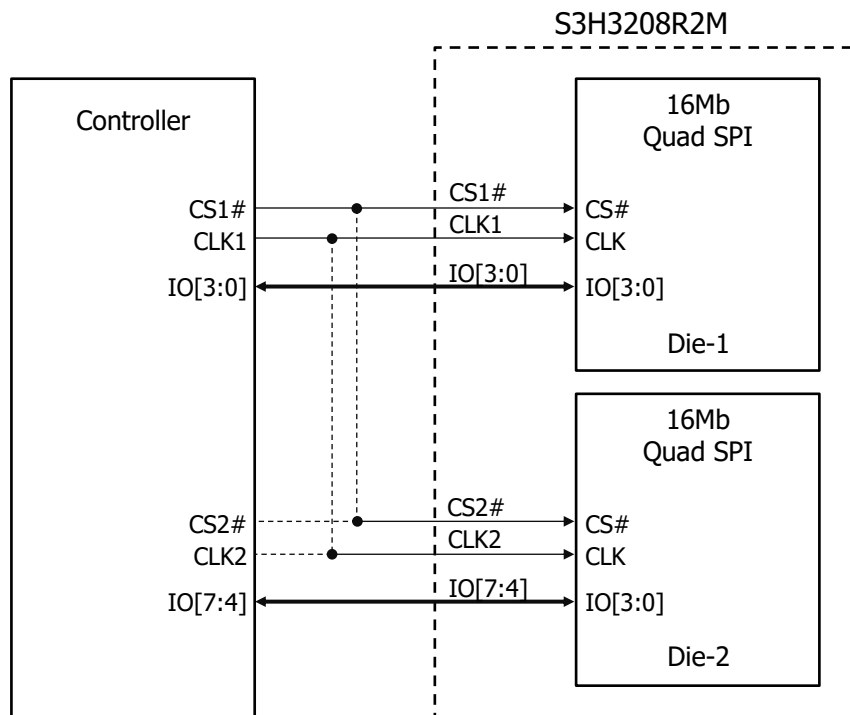 S3H3208R2M
Controller
CS1#
CLK1
IO[3:0]
CS2#
CLK2
IO[7:4]
CS1#
CLK1
IO[3:0]
CS2#
CLK2
IO[7:4]
16Mb
Quad SPI
CS#
CLK
IO[3:0]
Die-1
16Mb
Quad SPI
CS#
CLK
IO[3:0]
Die-2